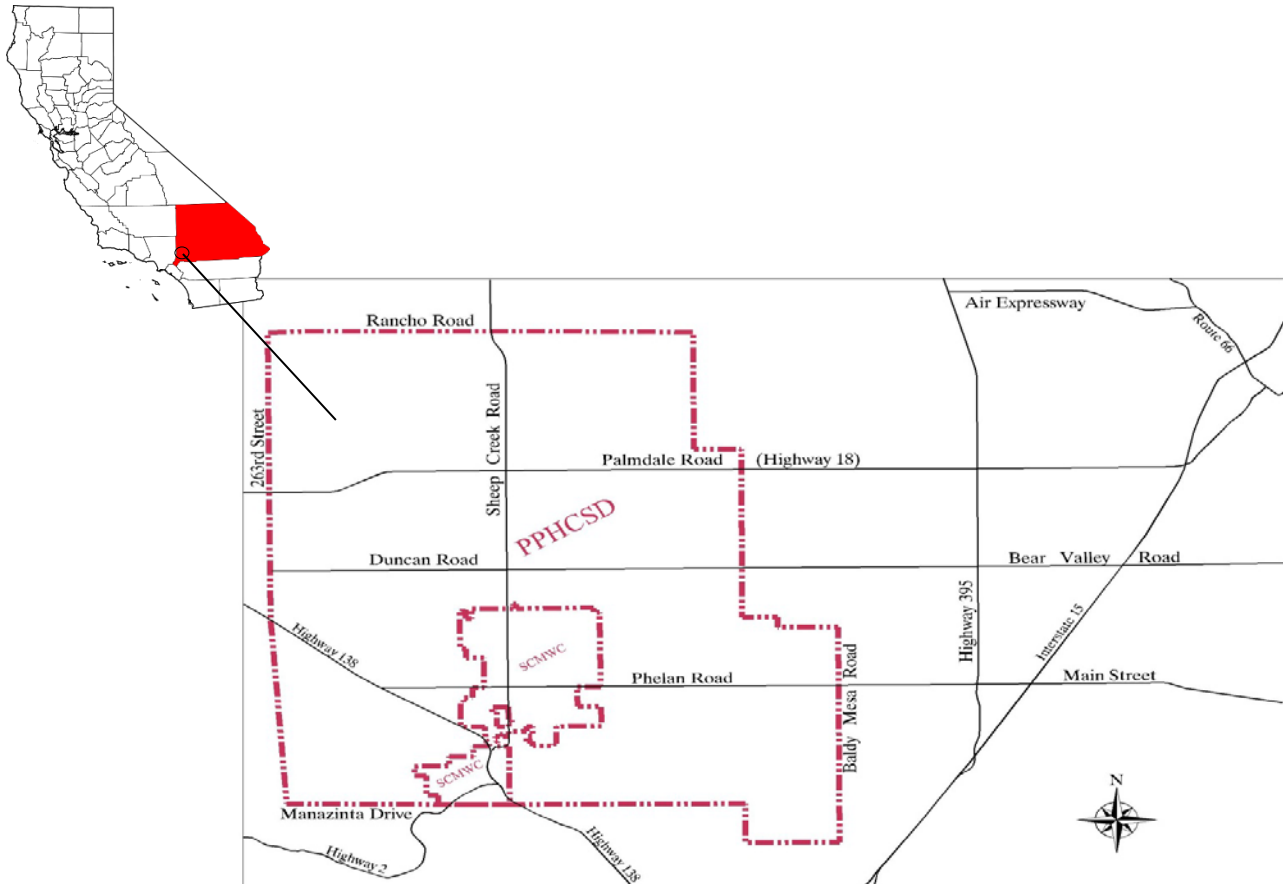 Air Expressway
Route 66
Rancho Road
263rd Street
Sheep Creek Road
Palmdale Road (Highway 18)
PPHCSD
Duncan Road
Bear Valley Road
Highway 395
Interstate 15
Highway 138
SCMWC
Phelan Road
Main Street
Baldy Mesa Road
SCMWC
Manazinta Drive
N
Highway 2
Highway 138